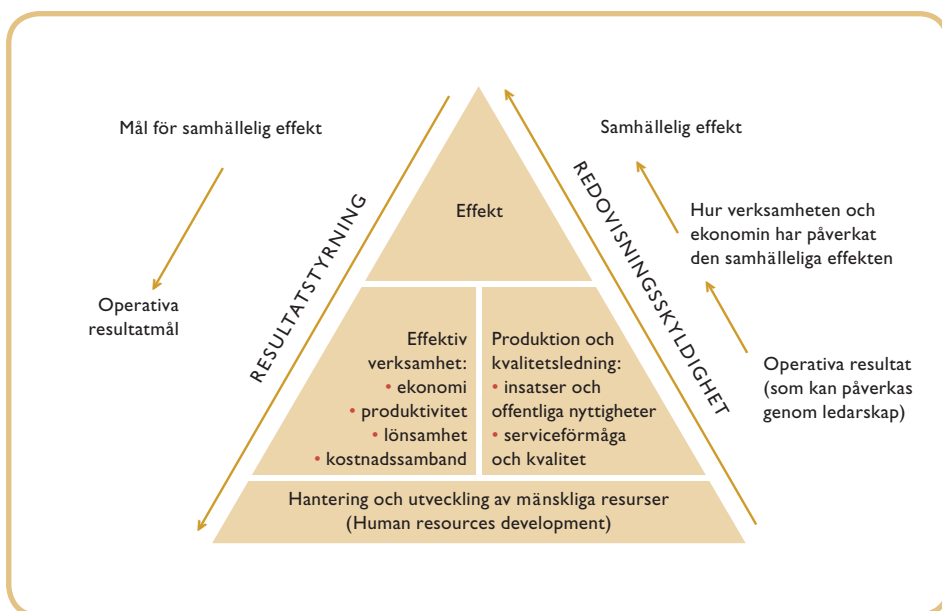 Mål för samhällelig effekt
Operativa
resultatmål
RESULTATSTYRNING
Effekt
Effektiv
verksamhet:
• ekonomi
• produktivitet
• lönsamhet
• kostnadssamband
Produktion och
kvalitetsledning:
• insatser och
offentliga nyttigheter
• serviceförmåga
och kvalitet
Hantering och utveckling av mänskliga resurser
(Human resources development)
REDOVISNINGSSKYLDIGHET
Samhällelig effekt
Hur verksamheten och
ekonomin har påverkat
den samhälleliga effekten
Operativa resultat
(som kan påverkas
genom ledarskap)